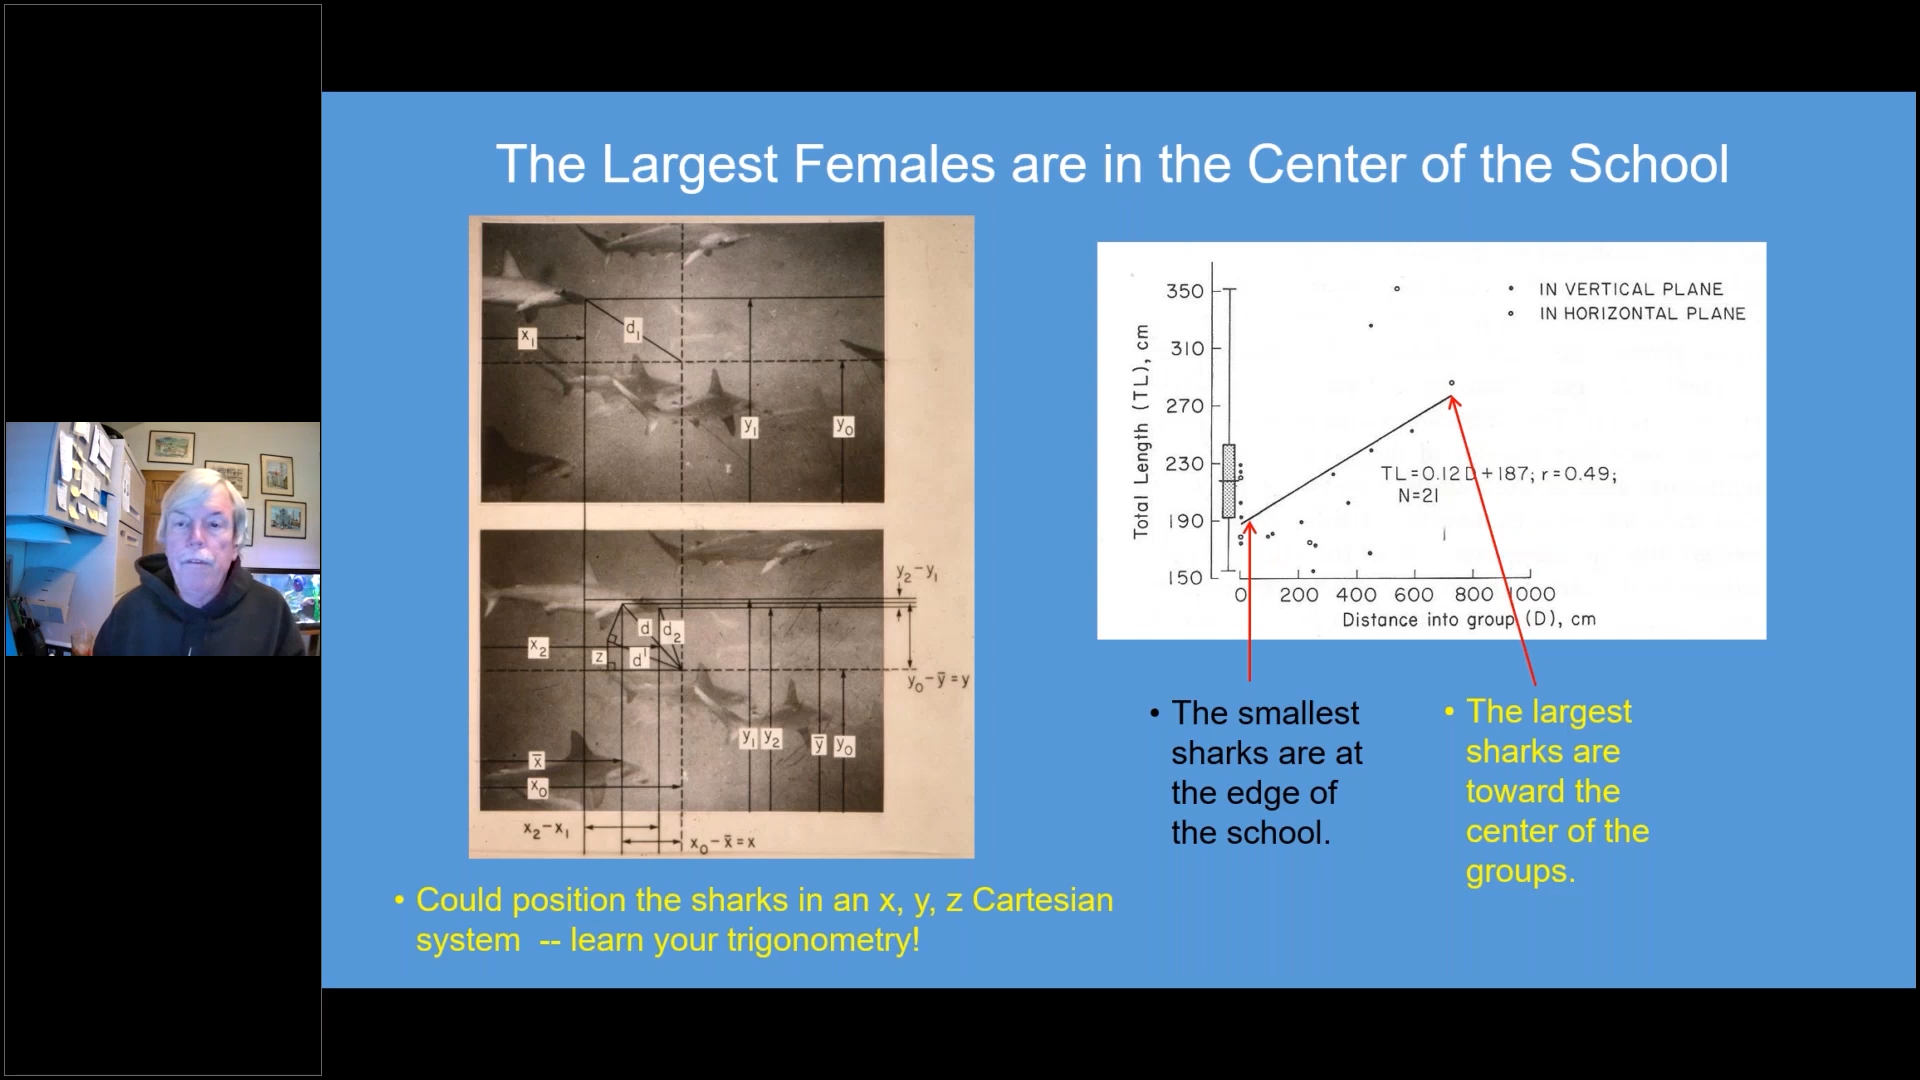 The Largest Females are in the Center of the School
x₁
d₁
y₁
y₀
y₂–y₁
d
d₂
x₂
z
d'
y₀–y̅=y
y₁
y₂
y̅
y₀
x̅
x₀
x₂–x₁
x₀–x̅=x
• Could position the sharks in an x, y, z Cartesian
system -- learn your trigonometry!
350
310
270
230
190
150
Total Length (TL), cm
• IN VERTICAL PLANE
∘ IN HORIZONTAL PLANE
TL=0.12D+187; r=0.49;
N=21
0 200 400 600 800 1000
Distance into group (D), cm
• The smallest
sharks are at
the edge of
the school.
• The largest
sharks are
toward the
center of the
groups.